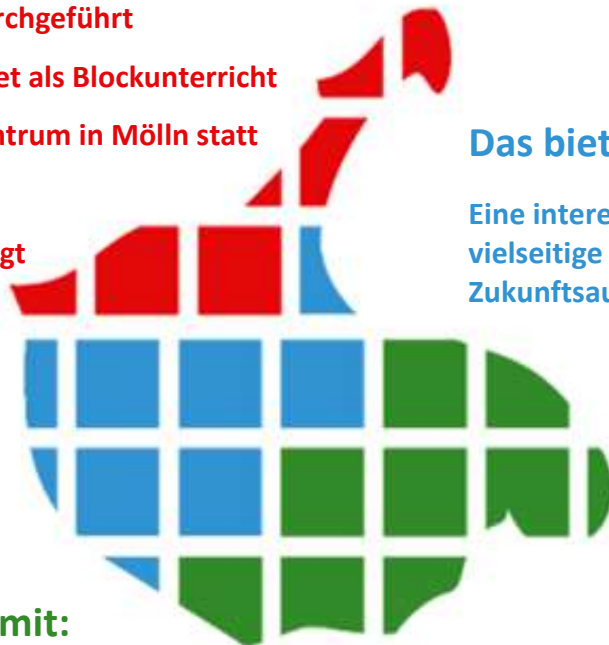 rchgeführt
et als Blockunterricht
ntrum in Mölln statt
gt
Das biet
Eine intere
vielseitige
Zukunftsau
mit: